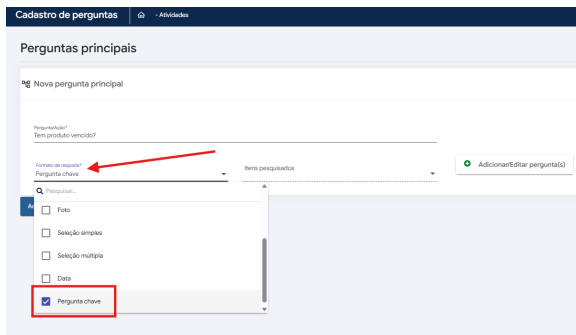 Cadastro de perguntas - Atividades
Perguntas principais
Nova pergunta principal
Pergunta/Ação*
Tem produto vencido?
Formato de resposta*
Pergunta chave
Itens pesquisados
Adicionar/Editar pergunta(s)
Pesquisar...
Foto
Seleção simples
Seleção múltipla
Data
Pergunta chave